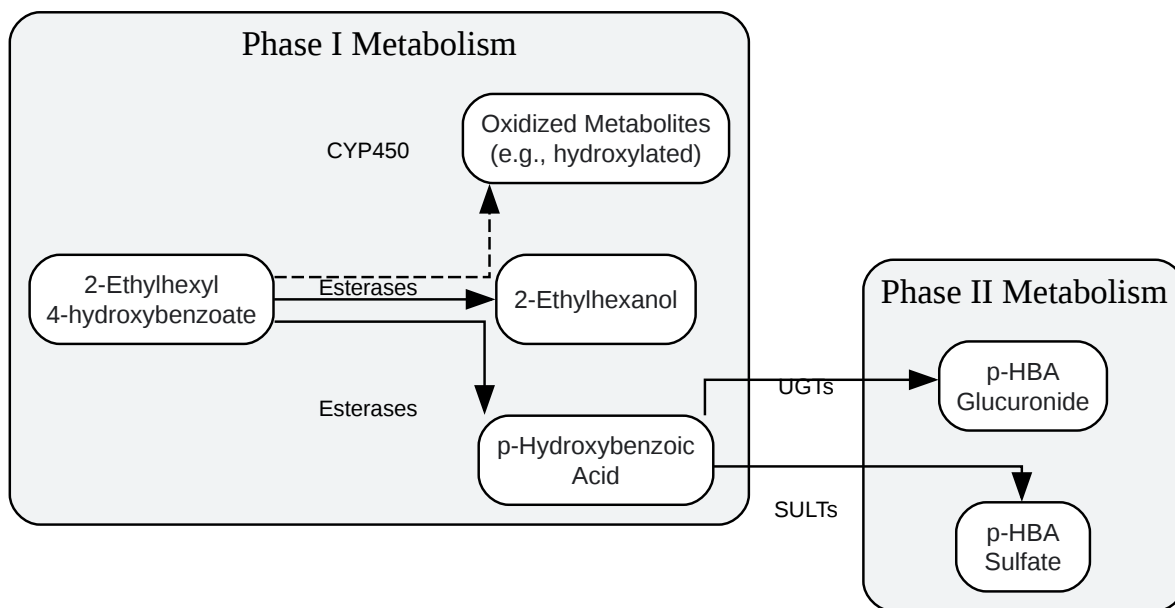 Phase I Metabolism
Oxidized Metabolites
(e.g., hydroxylated)
CYP450
2-Ethylhexyl
4-hydroxybenzoate
Esterases
2-Ethylhexanol
Esterases
p-Hydroxybenzoic
Acid
Phase II Metabolism
UGTs
p-HBA
Glucuronide
SULTs
p-HBA
Sulfate